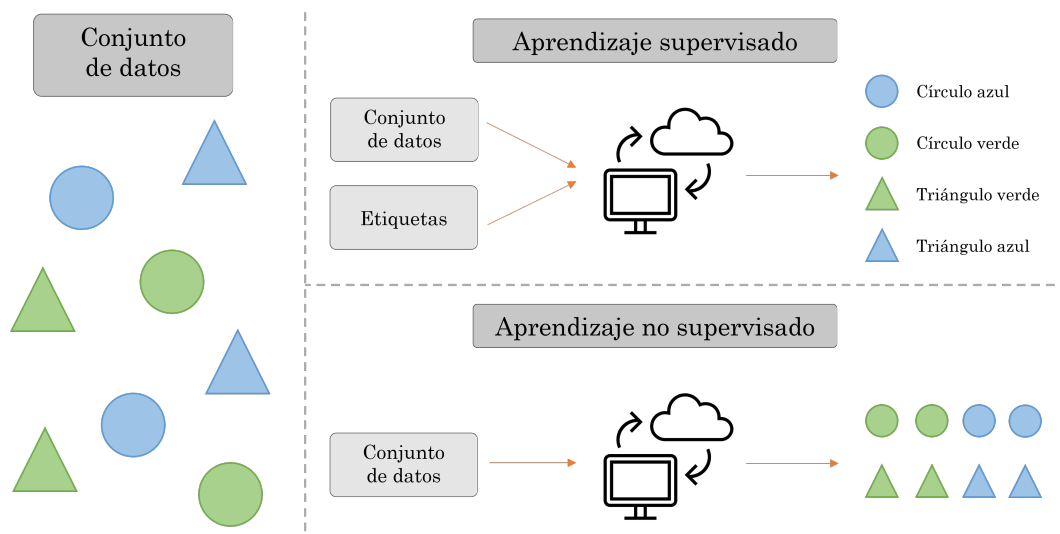 Conjunto
de datos
Aprendizaje supervisado
Conjunto
de datos
Etiquetas
Círculo azul
Círculo verde
Triángulo verde
Triángulo azul
Aprendizaje no supervisado
Conjunto
de datos